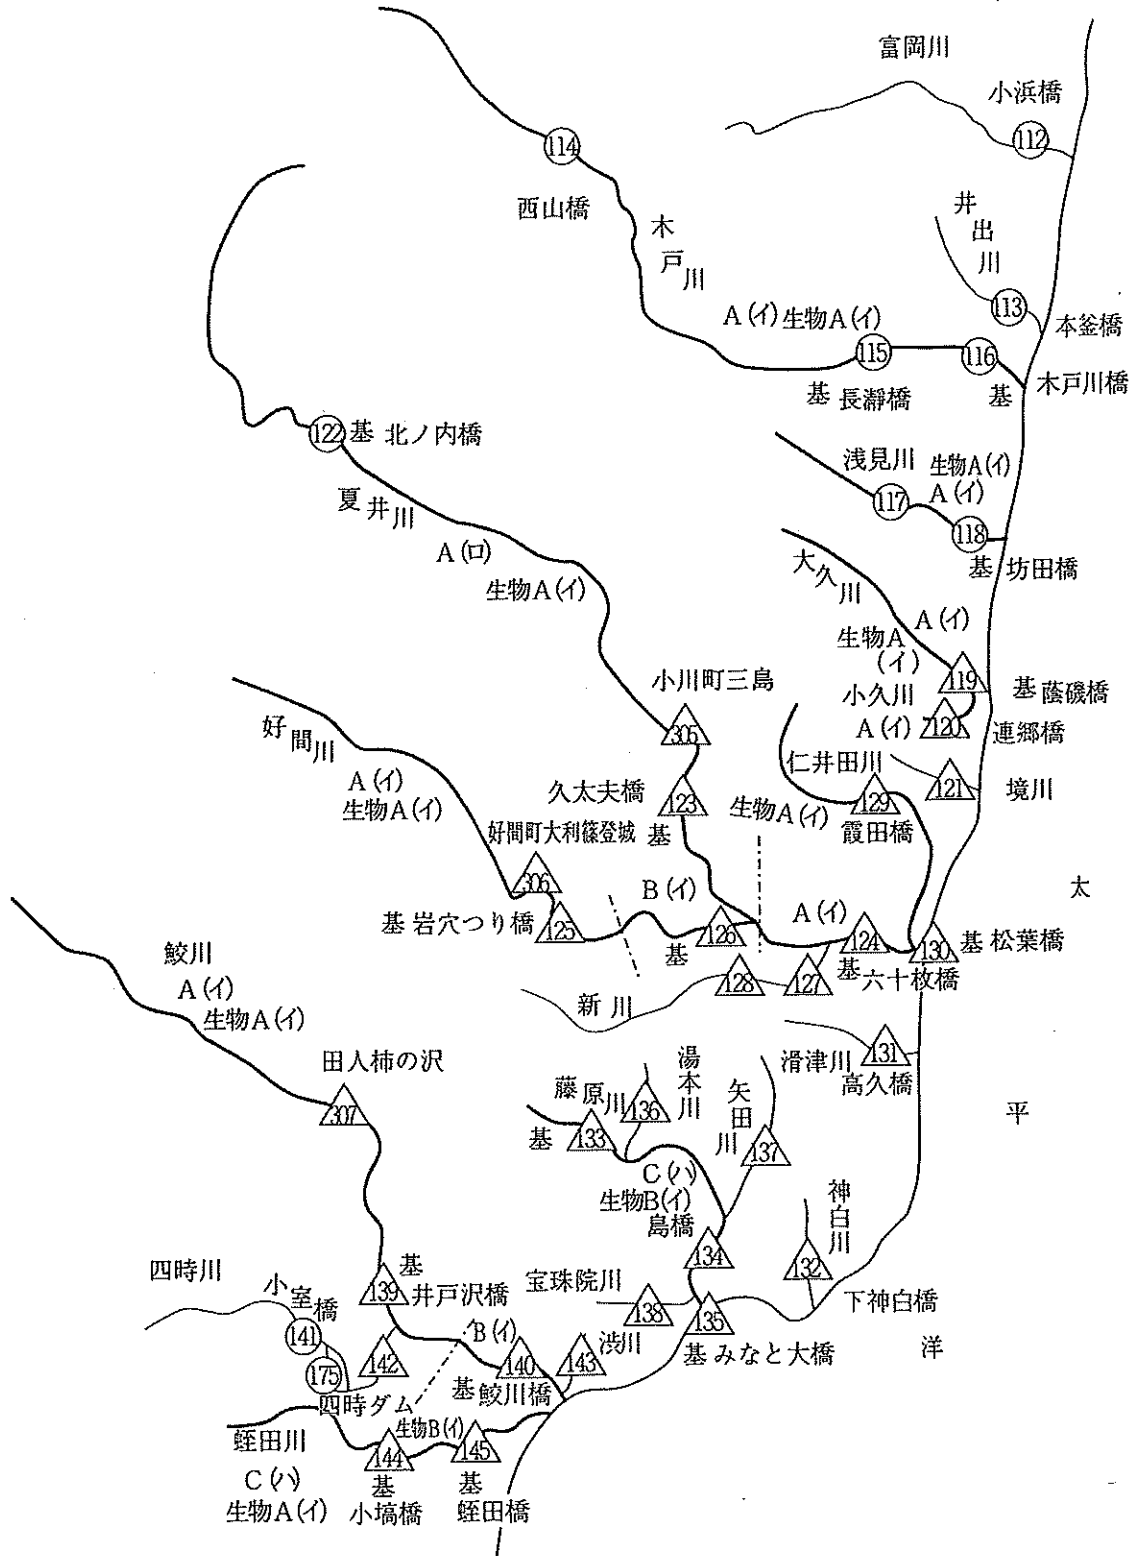 富岡川
小浜橋
112
114
西山橋
木戸川
井出川
113
本釜橋
A(イ) 生物A(イ)
115
116
基 長瀞橋
基
木戸川橋
122
基 北ノ内橋
夏井川
A(ロ)
生物A(イ)
浅見川
生物A(イ)
A(イ)
117
118
基 坊田橋
大久川
A(イ)
生物A
(イ)
119
基 蔭磯橋
小久川
A(イ)
120
連郷橋
小川町三島
305
好間川
A(イ)
生物A(イ)
久太夫橋
123
基
生物A(イ)
仁井田川
129
霞田橋
121
境川
好間町大利篠登城
306
基 岩穴つり橋
125
B(イ)
基
126
A(イ)
124
基 六十枚橋
130
基 松葉橋
128
127
新川
太
平
洋
鮫川
A(イ)
生物A(イ)
田人柿の沢
307
滑津川
131
高久橋
藤原川
基
133
湯本川
136
矢田川
137
C(ハ)
生物B(イ)
島橋
134
神白川
132
下神白橋
四時川
小室橋
141
175
四時ダム
基
139
井戸沢橋
142
B(イ)
宝珠院川
138
135
基 みなと大橋
140
基 鮫川橋
143
渋川
蛭田川
C(ハ)
生物A(イ)
生物B(イ)
144
基
小塙橋
145
基
蛭田橋